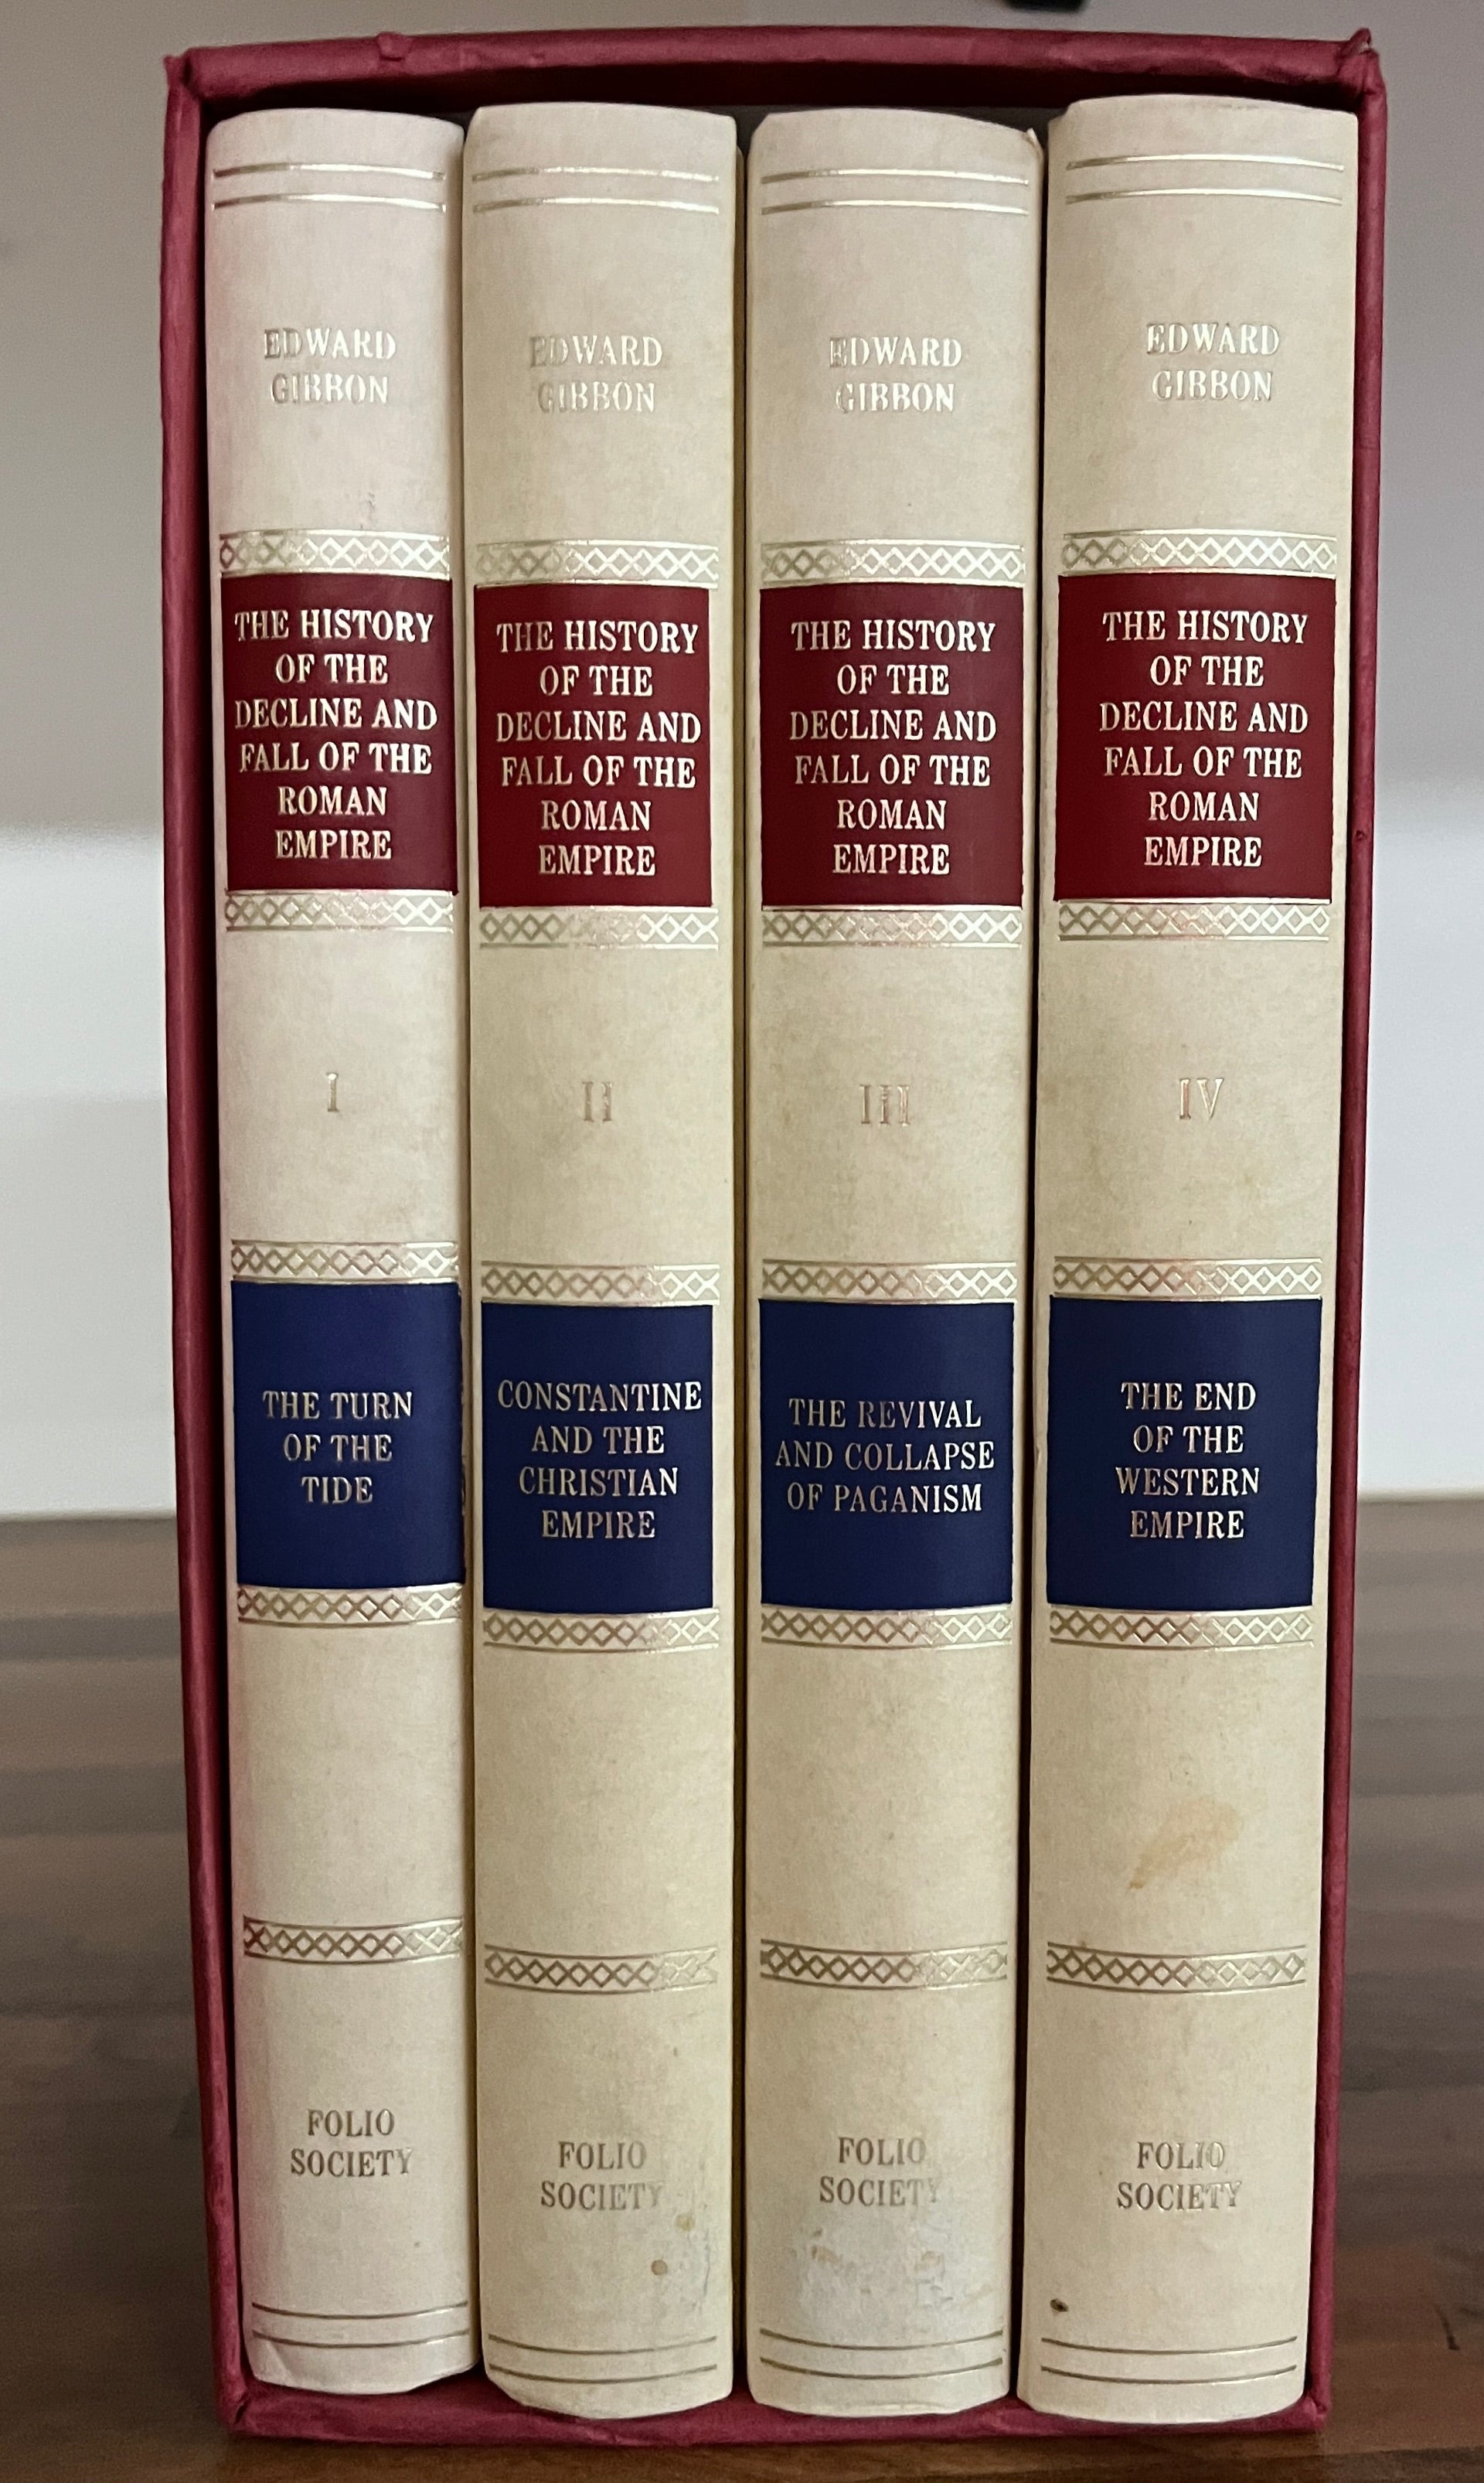 EDWARD
GIBBON
THE HISTORY
OF THE
DECLINE AND
FALL OF THE
ROMAN
EMPIRE
I
THE TURN
OF THE
TIDE
FOLIO
SOCIETY
EDWARD
GIBBON
THE HISTORY
OF THE
DECLINE AND
FALL OF THE
ROMAN
EMPIRE
II
CONSTANTINE
AND THE
CHRISTIAN
EMPIRE
FOLIO
SOCIETY
EDWARD
GIBBON
THE HISTORY
OF THE
DECLINE AND
FALL OF THE
ROMAN
EMPIRE
III
THE REVIVAL
AND COLLAPSE
OF PAGANISM
FOLIO
SOCIETY
EDWARD
GIBBON
THE HISTORY
OF THE
DECLINE AND
FALL OF THE
ROMAN
EMPIRE
IV
THE END
OF THE
WESTERN
EMPIRE
FOLIO
SOCIETY